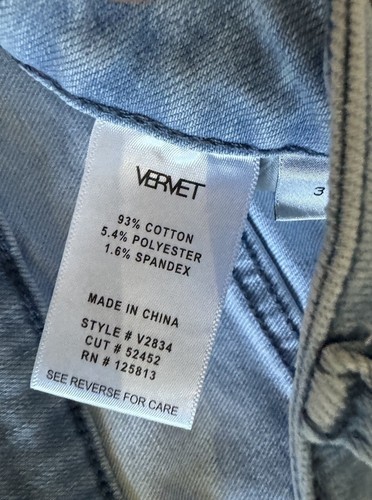 VERVET
93% COTTON
5.4% POLYESTER
1.6% SPANDEX
MADE IN CHINA
STYLE # V2834
CUT # 52452
RN # 125813
SEE REVERSE FOR CARE
3